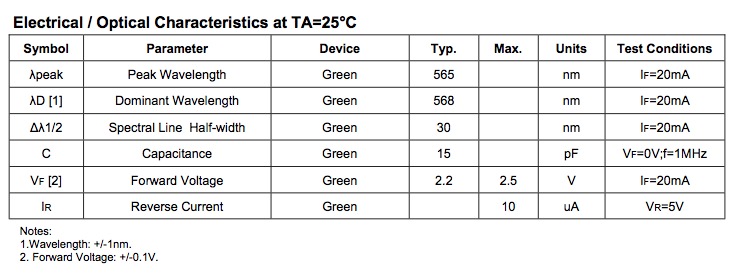 Electrical / Optical Characteristics at TA=25°C
Symbol Parameter Device Typ. Max. Units Test Conditions
λpeak Peak Wavelength Green 565 nm IF=20mA
λD [1] Dominant Wavelength Green 568 nm IF=20mA
Δλ1/2 Spectral Line Half-width Green 30 nm IF=20mA
C Capacitance Green 15 pF VF=0V;f=1MHz
VF [2] Forward Voltage Green 2.2 2.5 V IF=20mA
IR Reverse Current Green 10 uA VR=5V
Notes:
1.Wavelength: +/-1nm.
2. Forward Voltage: +/-0.1V.